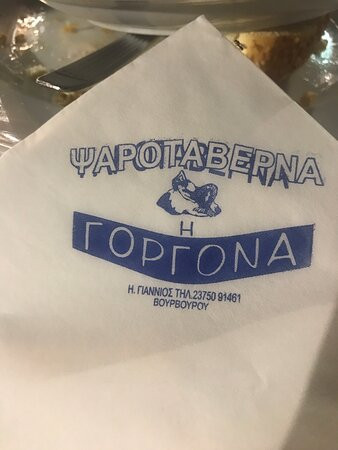 ΨΑΡΟΤΑΒΕΡΝΑ
Η
ΓΟΡΓΟΝΑ
Η. ΓΙΑΝΝΙΟΣ ΤΗΛ.23750 91461
ΒΟΥΡΒΟΥΡΟΥ